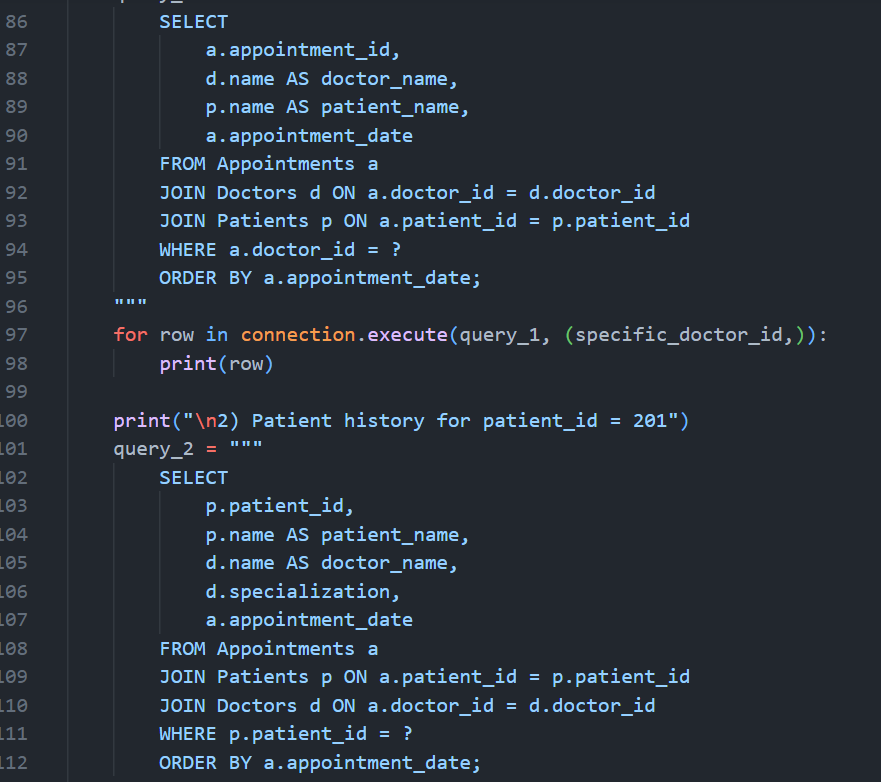 86 SELECT
87 a.appointment_id,
88 d.name AS doctor_name,
89 p.name AS patient_name,
90 a.appointment_date
91 FROM Appointments a
92 JOIN Doctors d ON a.doctor_id = d.doctor_id
93 JOIN Patients p ON a.patient_id = p.patient_id
94 WHERE a.doctor_id = ?
95 ORDER BY a.appointment_date;
96 """
97 for row in connection.execute(query_1, (specific_doctor_id,)):
98 print(row)
99
100 print("\n2) Patient history for patient_id = 201")
101 query_2 = """
102 SELECT
103 p.patient_id,
104 p.name AS patient_name,
105 d.name AS doctor_name,
106 d.specialization,
107 a.appointment_date
108 FROM Appointments a
109 JOIN Patients p ON a.patient_id = p.patient_id
110 JOIN Doctors d ON a.doctor_id = d.doctor_id
111 WHERE p.patient_id = ?
112 ORDER BY a.appointment_date;